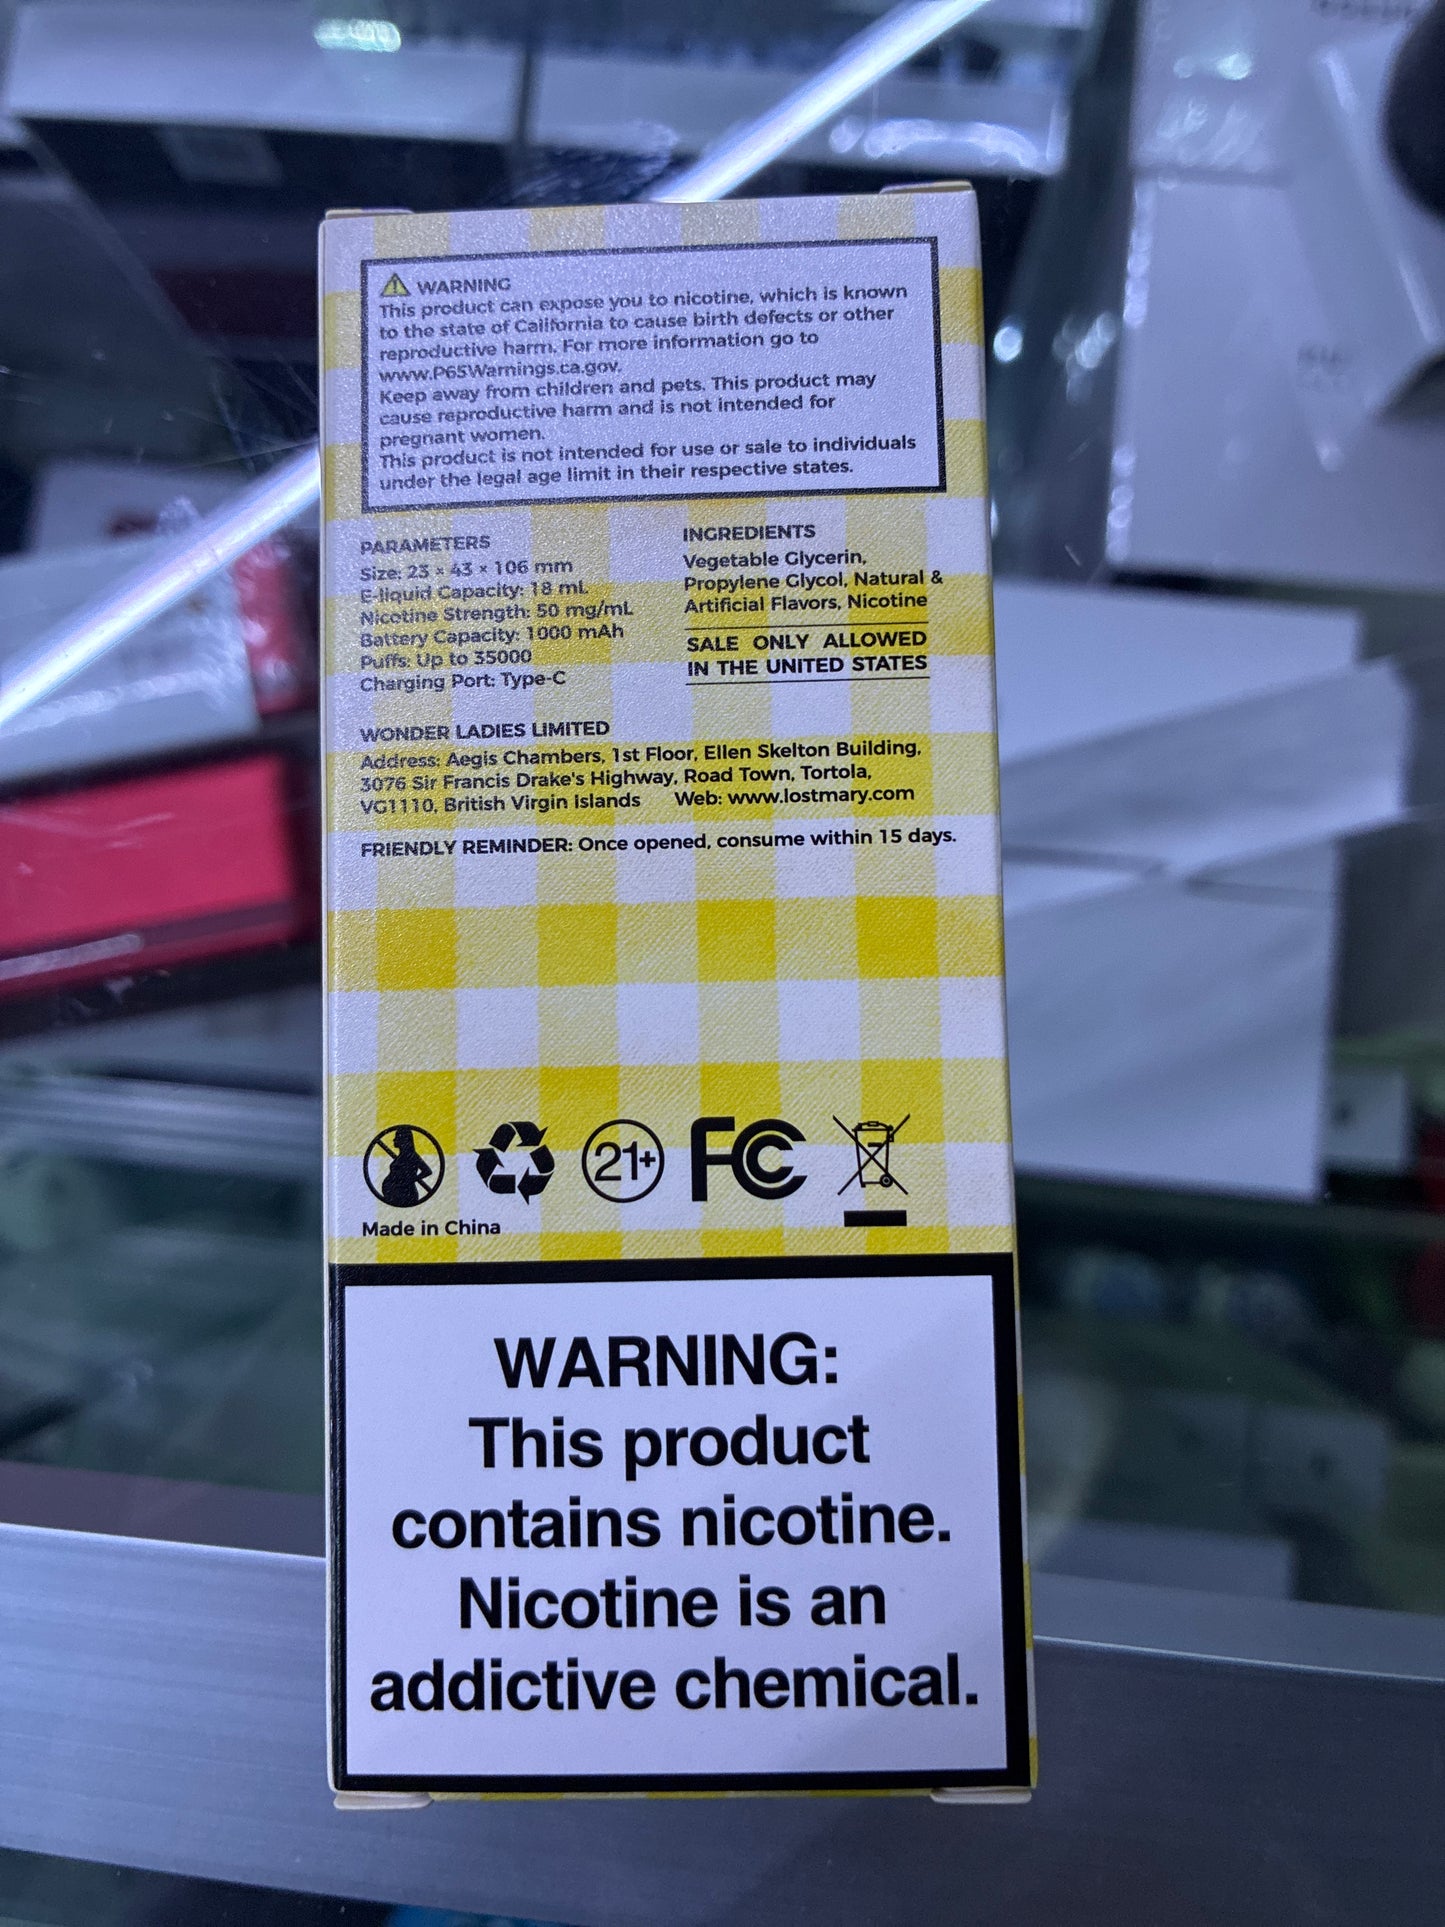 WARNING
This product can expose you to nicotine, which is known
to the state of California to cause birth defects or other
reproductive harm. For more information go to
www.P65Warnings.ca.gov.
Keep away from children and pets. This product may
cause reproductive harm and is not intended for
pregnant women.
This product is not intended for use or sale to individuals
under the legal age limit in their respective states.
PARAMETERS
Size: 23 × 43 × 106 mm
E-liquid Capacity: 18 mL
Nicotine Strength: 50 mg/mL
Battery Capacity: 1000 mAh
Puffs: Up to 35000
Charging Port: Type-C
INGREDIENTS
Vegetable Glycerin,
Propylene Glycol, Natural &
Artificial Flavors, Nicotine
SALE ONLY ALLOWED
IN THE UNITED STATES
WONDER LADIES LIMITED
Address: Aegis Chambers, 1st Floor, Ellen Skelton Building,
3076 Sir Francis Drake's Highway, Road Town, Tortola,
VG1110, British Virgin Islands Web: www.lostmary.com
FRIENDLY REMINDER: Once opened, consume within 15 days.
21+
FC
Made in China
WARNING:
This product
contains nicotine.
Nicotine is an
addictive chemical.